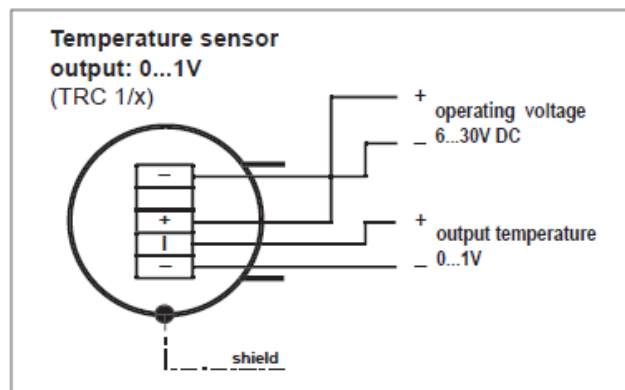 Temperature sensor
output: 0...1V
(TRC 1/x)
+
operating voltage
– 6...30V DC
–
+
I
–
+
output temperature
– 0...1V
shield